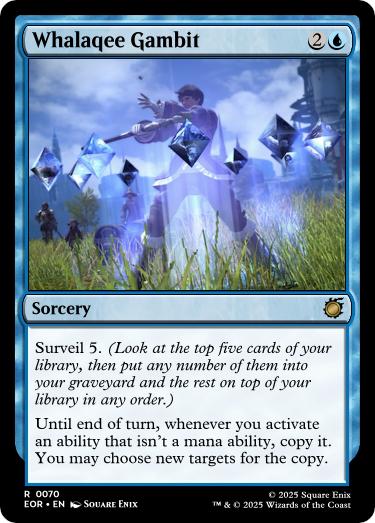 Whalaqee Gambit 2
Sorcery
Surveil 5. (Look at the top five cards of your
library, then put any number of them into
your graveyard and the rest on top of your
library in any order.)
Until end of turn, whenever you activate
an ability that isn't a mana ability, copy it.
You may choose new targets for the copy.
R 0070
EOR • EN SQUARE ENIX
© 2025 Square Enix
™ & © 2025 Wizards of the Coast